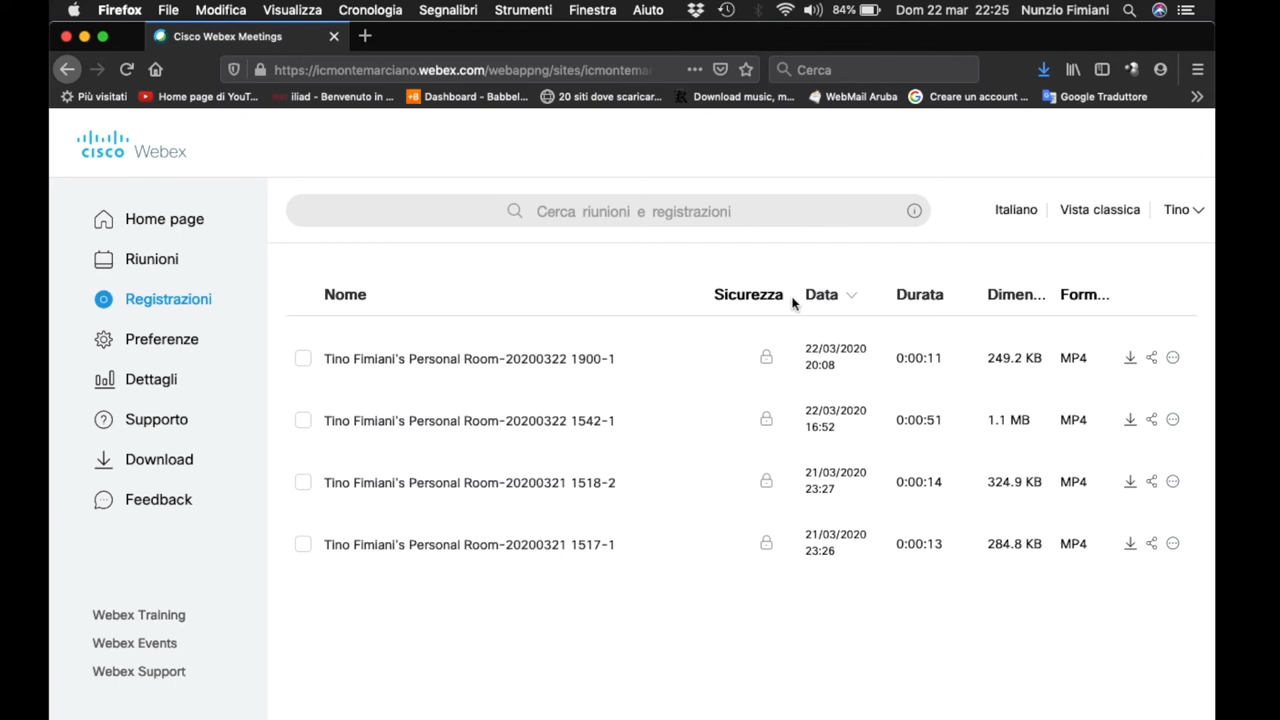 Firefox File Modifica Visualizza Cronologia Segnalibri Strumenti Finestra Aiuto 84% Dom 22 mar 22:25 Nunzio Fimiani
Cisco Webex Meetings
https://icmontemarciano.webex.com/webappng/sites/icmontema Cerca
Più visitati Home page di YouT... iliad - Benvenuto in ... Dashboard - Babbel... 20 siti dove scaricar... Download music, m... WebMail Aruba Creare un account ... Google Traduttore
CISCO Webex
Cerca riunioni e registrazioni
Italiano Vista classica Tino
Home page
Riunioni
Registrazioni
Preferenze
Dettagli
Supporto
Download
Feedback
Webex Training
Webex Events
Webex Support
Nome Sicurezza Data Durata Dimen... Form...
Tino Fimiani's Personal Room-20200322 1900-1 22/03/2020 0:00:11 249.2 KB MP4
20:08
Tino Fimiani's Personal Room-20200322 1542-1 22/03/2020 0:00:51 1.1 MB MP4
16:52
Tino Fimiani's Personal Room-20200321 1518-2 21/03/2020 0:00:14 324.9 KB MP4
23:27
Tino Fimiani's Personal Room-20200321 1517-1 21/03/2020 0:00:13 284.8 KB MP4
23:26